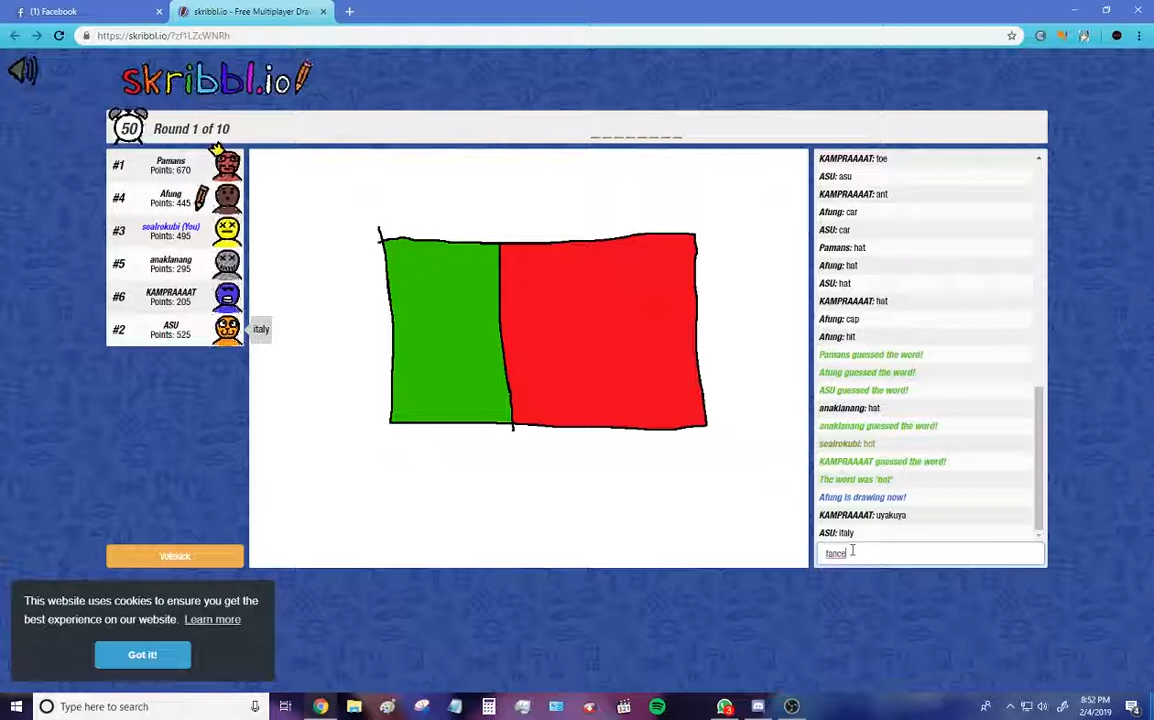 (1) Facebook
skribbl.io - Free Multiplayer Dra
https://skribbl.io/?zf1LZcWNRh
skribbl.io
50
Round 1 of 10
________
#1
Pamans
Points: 670
#4
Afung
Points: 445
#3
sealrokubi (You)
Points: 495
#5
anaklanang
Points: 295
#6
KAMPRAAAAT
Points: 205
#2
ASU
Points: 525
italy
Votekick
KAMPRAAAAT: toe
ASU: asu
KAMPRAAAAT: ant
Afung: car
ASU: car
Pamans: hat
Afung: hat
ASU: hat
KAMPRAAAAT: hat
Afung: cap
Afung: hit
Pamans guessed the word!
Afung guessed the word!
ASU guessed the word!
anaklanang: hat
anaklanang guessed the word!
sealrokubi: hot
KAMPRAAAAT guessed the word!
The word was 'hot'
Afung is drawing now!
KAMPRAAAAT: uyakuya
ASU: italy
fance
This website uses cookies to ensure you get the
best experience on our website. Learn more
Got it!
Type here to search
3
8:52 PM
2/4/2019
4